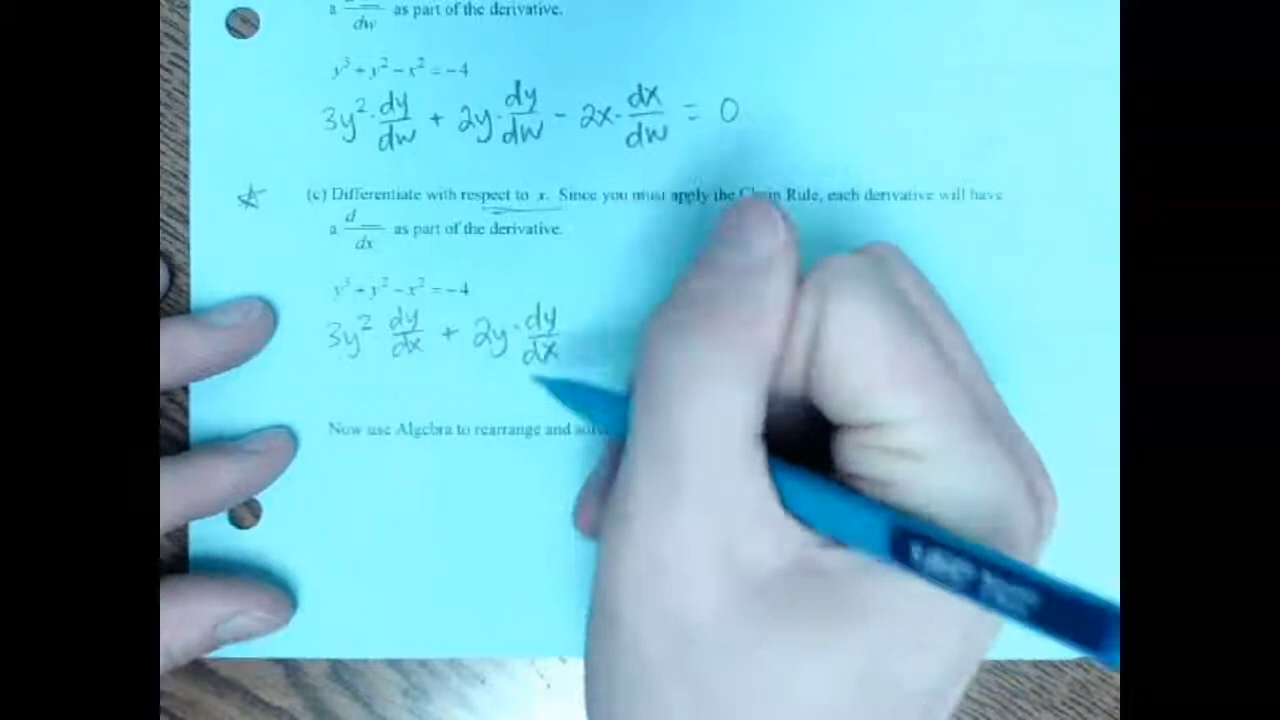 a dw as part of the derivative.
y³ + y² − x² = −4
3y² · dy/dw + 2y · dy/dw − 2x · dx/dw = 0
☆ (c) Differentiate with respect to x. Since you must apply the Chain Rule, each derivative will have
a d__/dx as part of the derivative.
y³ + y² − x² = −4
3y² dy/dx + 2y · dy/dx
Now use Algebra to rearrange and